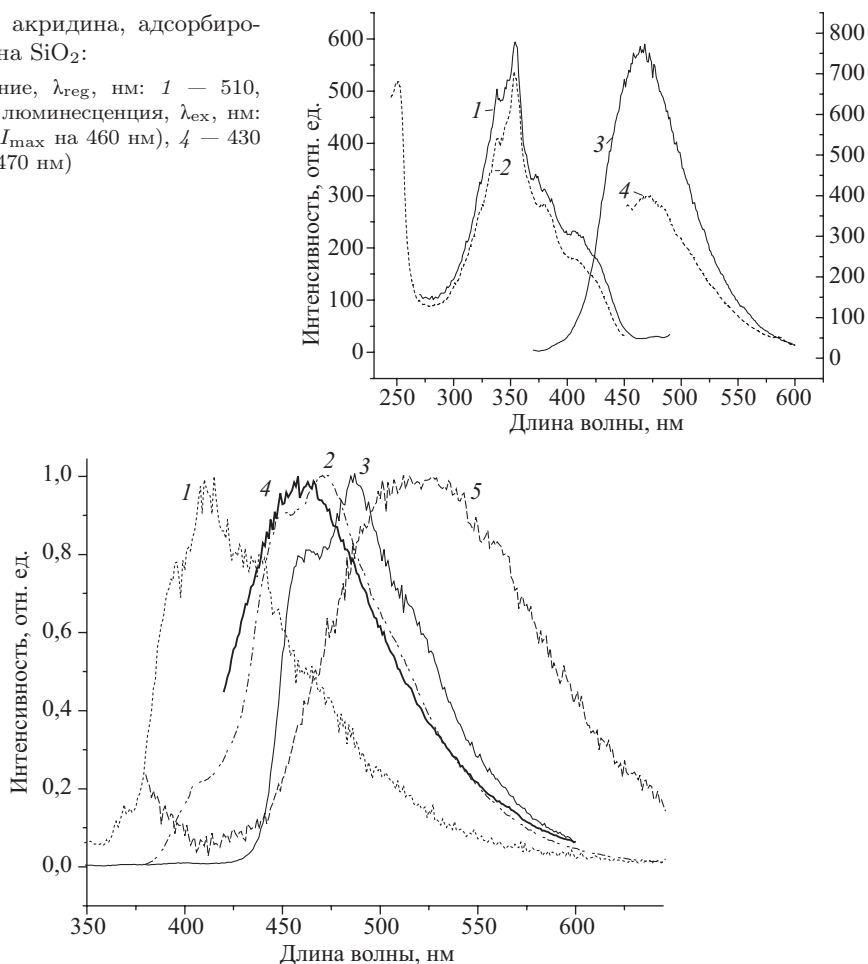 акридина, адсорбиро-
на SiO₂:
ние, λreg, нм: 1 — 510,
люминесценция, λex, нм:
Imax на 460 нм), 4 — 430
470 нм)
Интенсивность, отн. ед.
600
500
400
300
200
100
0
800
700
600
500
400
300
200
100
0
1
2
3
4
250 300 350 400 450 500 550 600
Длина волны, нм
Интенсивность, отн. ед.
1,0
0,8
0,6
0,4
0,2
0,0
1
4
2
3
5
350 400 450 500 550 600
Длина волны, нм